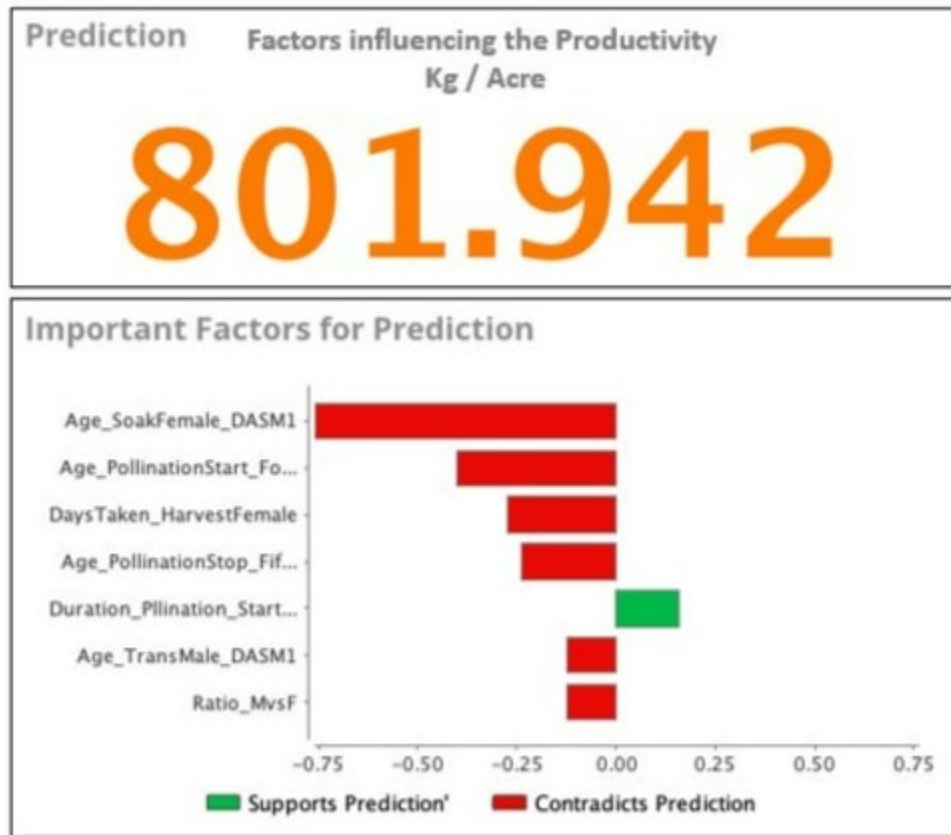 Prediction
Factors influencing the Productivity
Kg / Acre
801.942
Important Factors for Prediction
Age_SoakFemale_DASM1
Age_PollinationStart_Fo...
DaysTaken_HarvestFemale
Age_PollinationStop_Fif...
Duration_Pllination_Start...
Age_TransMale_DASM1
Ratio_MvsF
-0.75 -0.50 -0.25 0.00 0.25 0.50 0.75
Supports Prediction' Contradicts Prediction